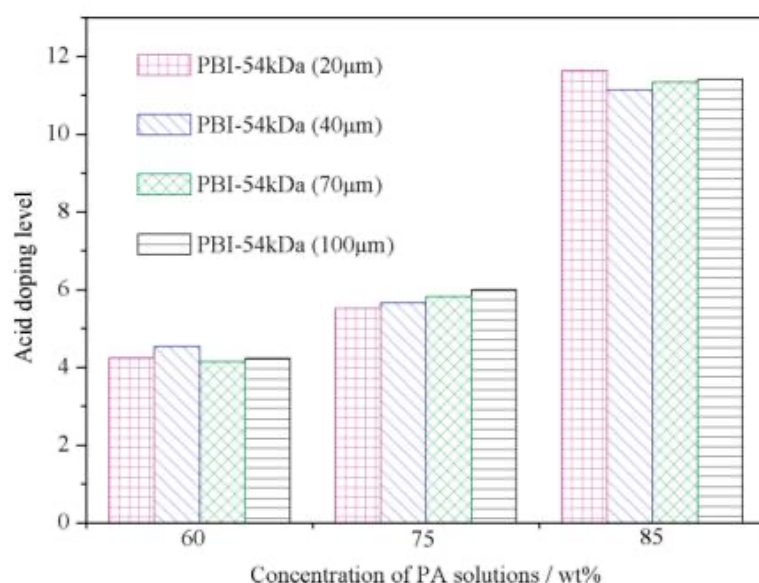 12
10
8
6
4
2
0
Acid doping level
PBI-54kDa (20μm)
PBI-54kDa (40μm)
PBI-54kDa (70μm)
PBI-54kDa (100μm)
60
75
85
Concentration of PA solutions / wt%